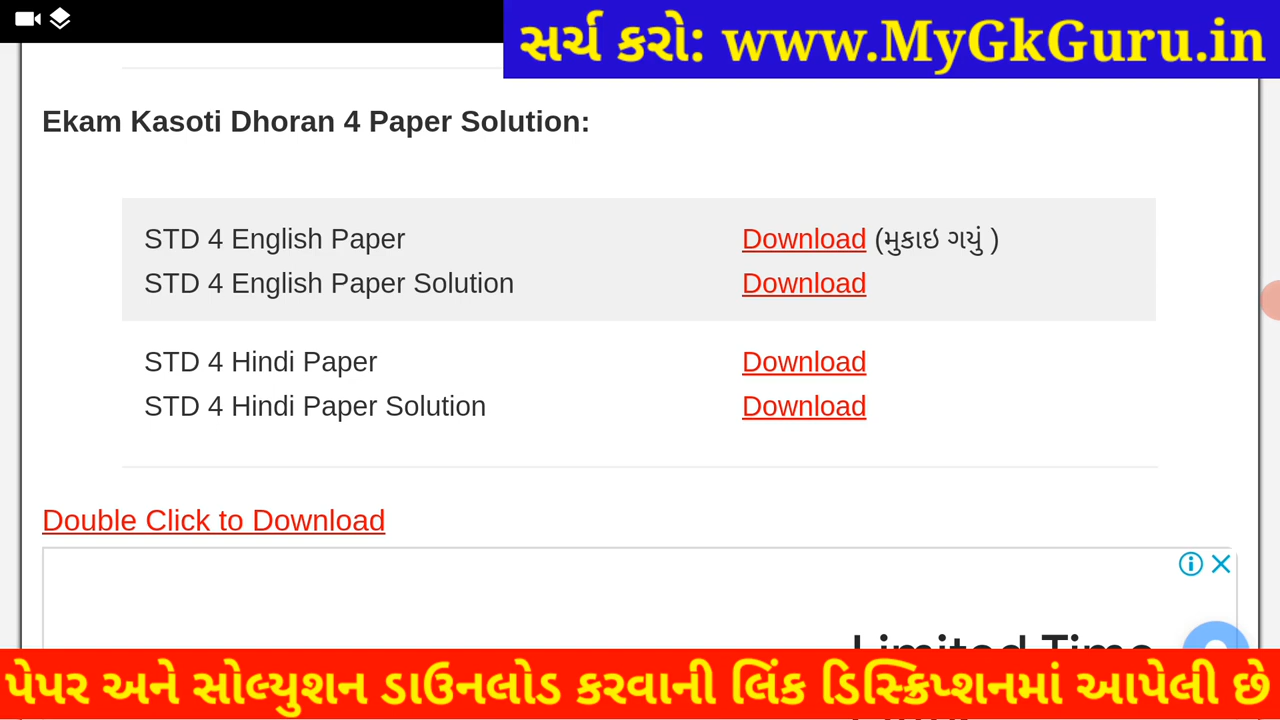 સર્ચ કરો: www.MyGkGuru.in
Ekam Kasoti Dhoran 4 Paper Solution:
STD 4 English Paper Download (મુકાઇ ગયું )
STD 4 English Paper Solution Download
STD 4 Hindi Paper Download
STD 4 Hindi Paper Solution Download
Double Click to Download
Limited Time
પેપર અને સોલ્યુશન ડાઉનલોડ કરવાની લિંક ડિસ્ક્રિપ્શનમાં આપેલી છે